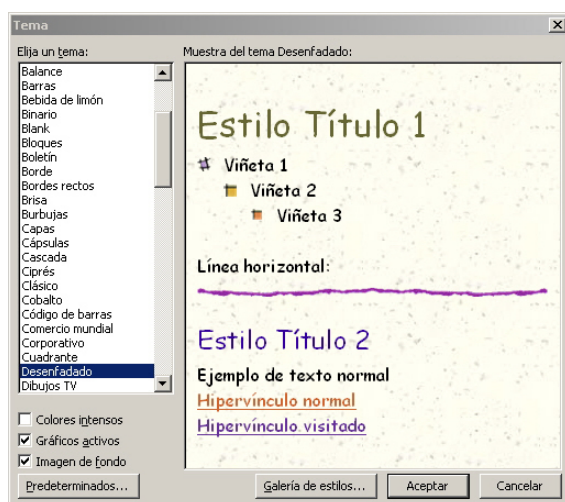 Tema
Elija un tema:
Balance
Barras
Bebida de limón
Binario
Blank
Bloques
Boletín
Borde
Bordes rectos
Brisa
Burbujas
Capas
Cápsulas
Cascada
Ciprés
Clásico
Cobalto
Código de barras
Comercio mundial
Corporativo
Cuadrante
Desenfadado
Dibujos TV
Colores intensos
Gráficos activos
Imagen de fondo
Predeterminados...
Muestra del tema Desenfadado:
Estilo Título 1
Viñeta 1
Viñeta 2
Viñeta 3
Línea horizontal:
Estilo Título 2
Ejemplo de texto normal
Hipervínculo normal
Hipervínculo visitado
Galería de estilos...
Aceptar
Cancelar